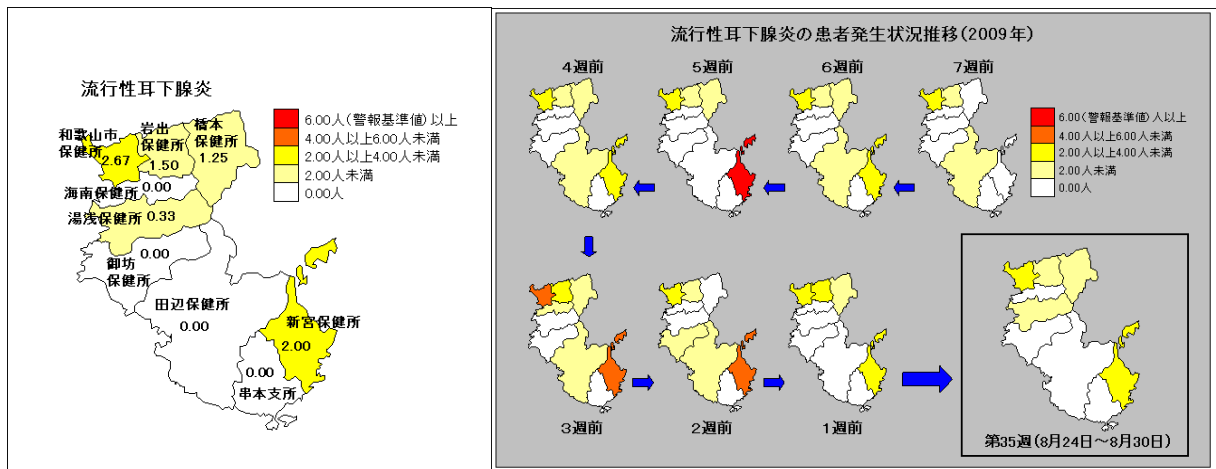 流行性耳下腺炎
6.00人(警報基準値)以上
4.00人以上6.00人未満
2.00人以上4.00人未満
2.00人未満
0.00人
和歌山市
保健所
2.67
岩出
保健所
1.50
橋本
保健所
1.25
海南保健所
0.00
湯浅保健所
0.33
御坊
保健所
0.00
田辺保健所
0.00
新宮保健所
2.00
0.00
串本支所
流行性耳下腺炎の患者発生状況推移(2009年)
4週前
5週前
6週前
7週前
6.00(警報基準値)人以上
4.00人以上6.00人未満
2.00人以上4.00人未満
2.00人未満
0.00人
3週前
2週前
1週前
第35週(8月24日～8月30日)